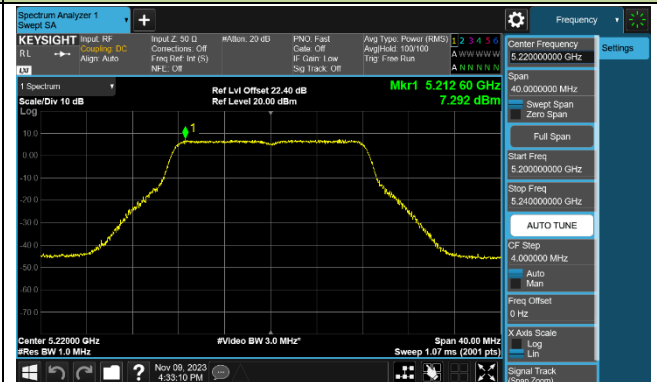 Spectrum Analyzer 1
Swept SA
+
Frequency
KEYSIGHT
RL
LXI
Input: RF
Coupling: DC
Align: Auto
Input Z: 50 Ω
Corrections: Off
Freq Ref: Int (S)
NFE: Off
#Atten: 20 dB
PNO: Fast
Gate: Off
IF Gain: Low
Sig Track: Off
Avg Type: Power (RMS)
Avg|Hold: 100/100
Trig: Free Run
1 2 3 4 5 6
A W W W W W
A N N N N N
1 Spectrum
Scale/Div 10 dB
Log
Ref Lvl Offset 22.40 dB
Ref Level 20.00 dBm
Mkr1 5.212 60 GHz
7.292 dBm
1
10.0
0.00
-10.0
-20.0
-30.0
-40.0
-50.0
-60.0
-70.0
Center 5.22000 GHz
#Res BW 1.0 MHz
#Video BW 3.0 MHz*
Span 40.00 MHz
Sweep 1.07 ms (2001 pts)
Center Frequency
5.220000000 GHz
Settings
Span
40.0000000 MHz
Swept Span
Zero Span
Full Span
Start Freq
5.200000000 GHz
Stop Freq
5.240000000 GHz
AUTO TUNE
CF Step
4.000000 MHz
Auto
Man
Freq Offset
0 Hz
X Axis Scale
Log
Lin
Signal Track
(Span Zoom)
?
Nov 09, 2023
4:33:10 PM